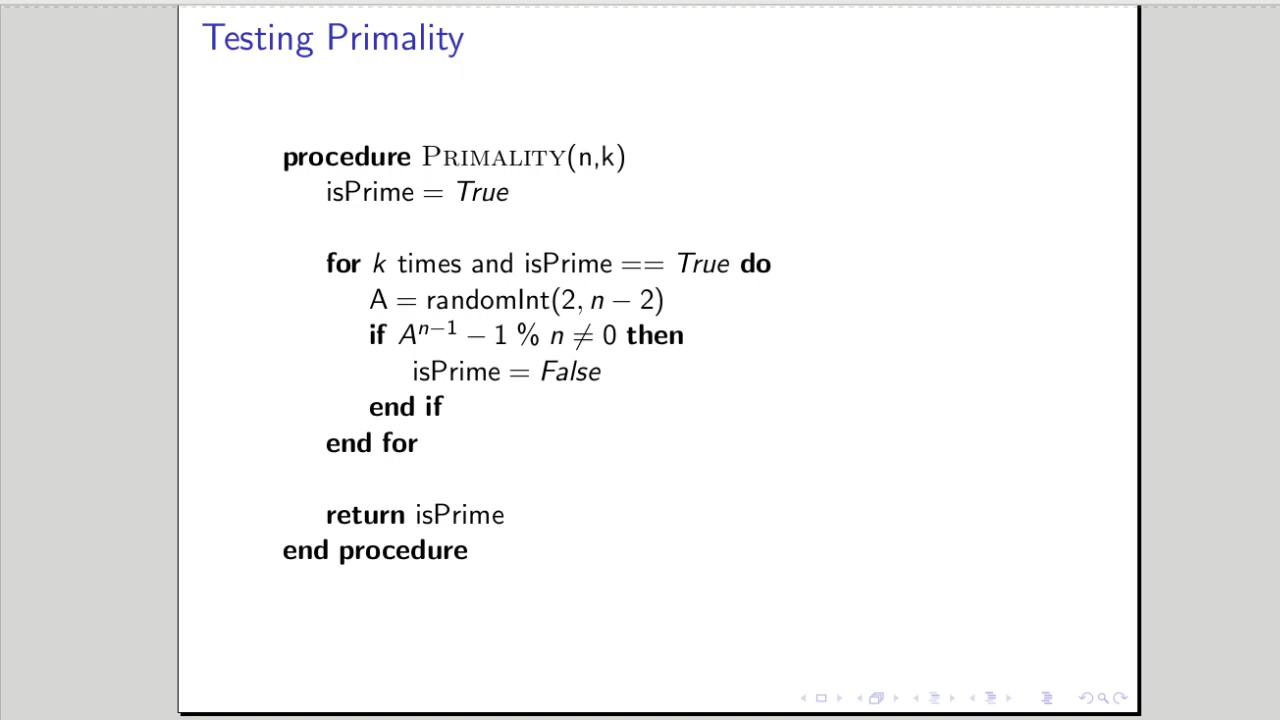 Testing Primality
procedure PRIMALITY(n,k)
isPrime = True
for k times and isPrime == True do
A = randomInt(2, n − 2)
if Aⁿ⁻¹ − 1 % n ≠ 0 then
isPrime = False
end if
end for
return isPrime
end procedure